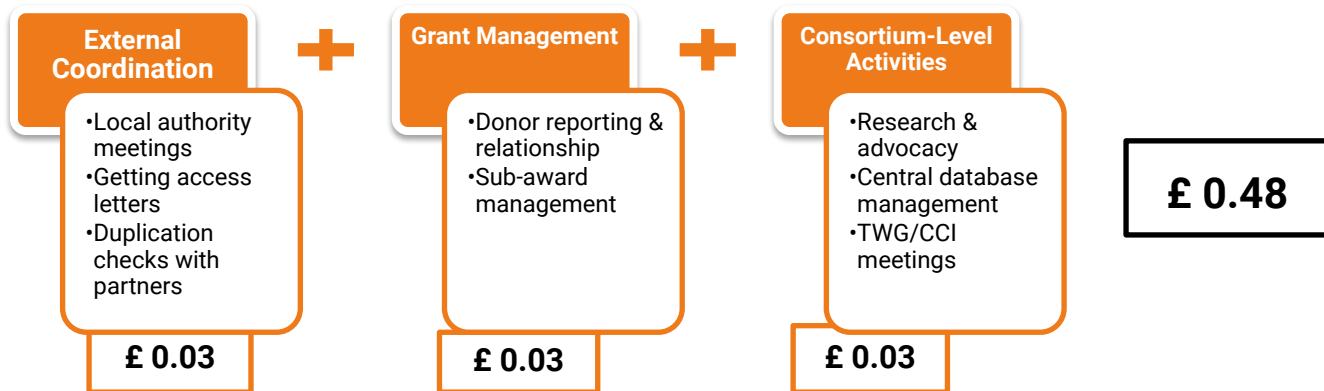 External
Coordination
•Local authority
meetings
•Getting access
letters
•Duplication
checks with
partners
£ 0.03
Grant Management
•Donor reporting &
relationship
•Sub-award
management
£ 0.03
Consortium-Level
Activities
•Research &
advocacy
•Central database
management
•TWG/CCI
meetings
£ 0.03
£ 0.48